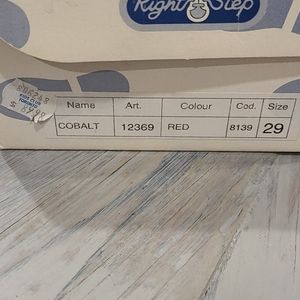 Right Step
Name Art. Colour Cod. Size
COBALT 12369 RED 8139 29